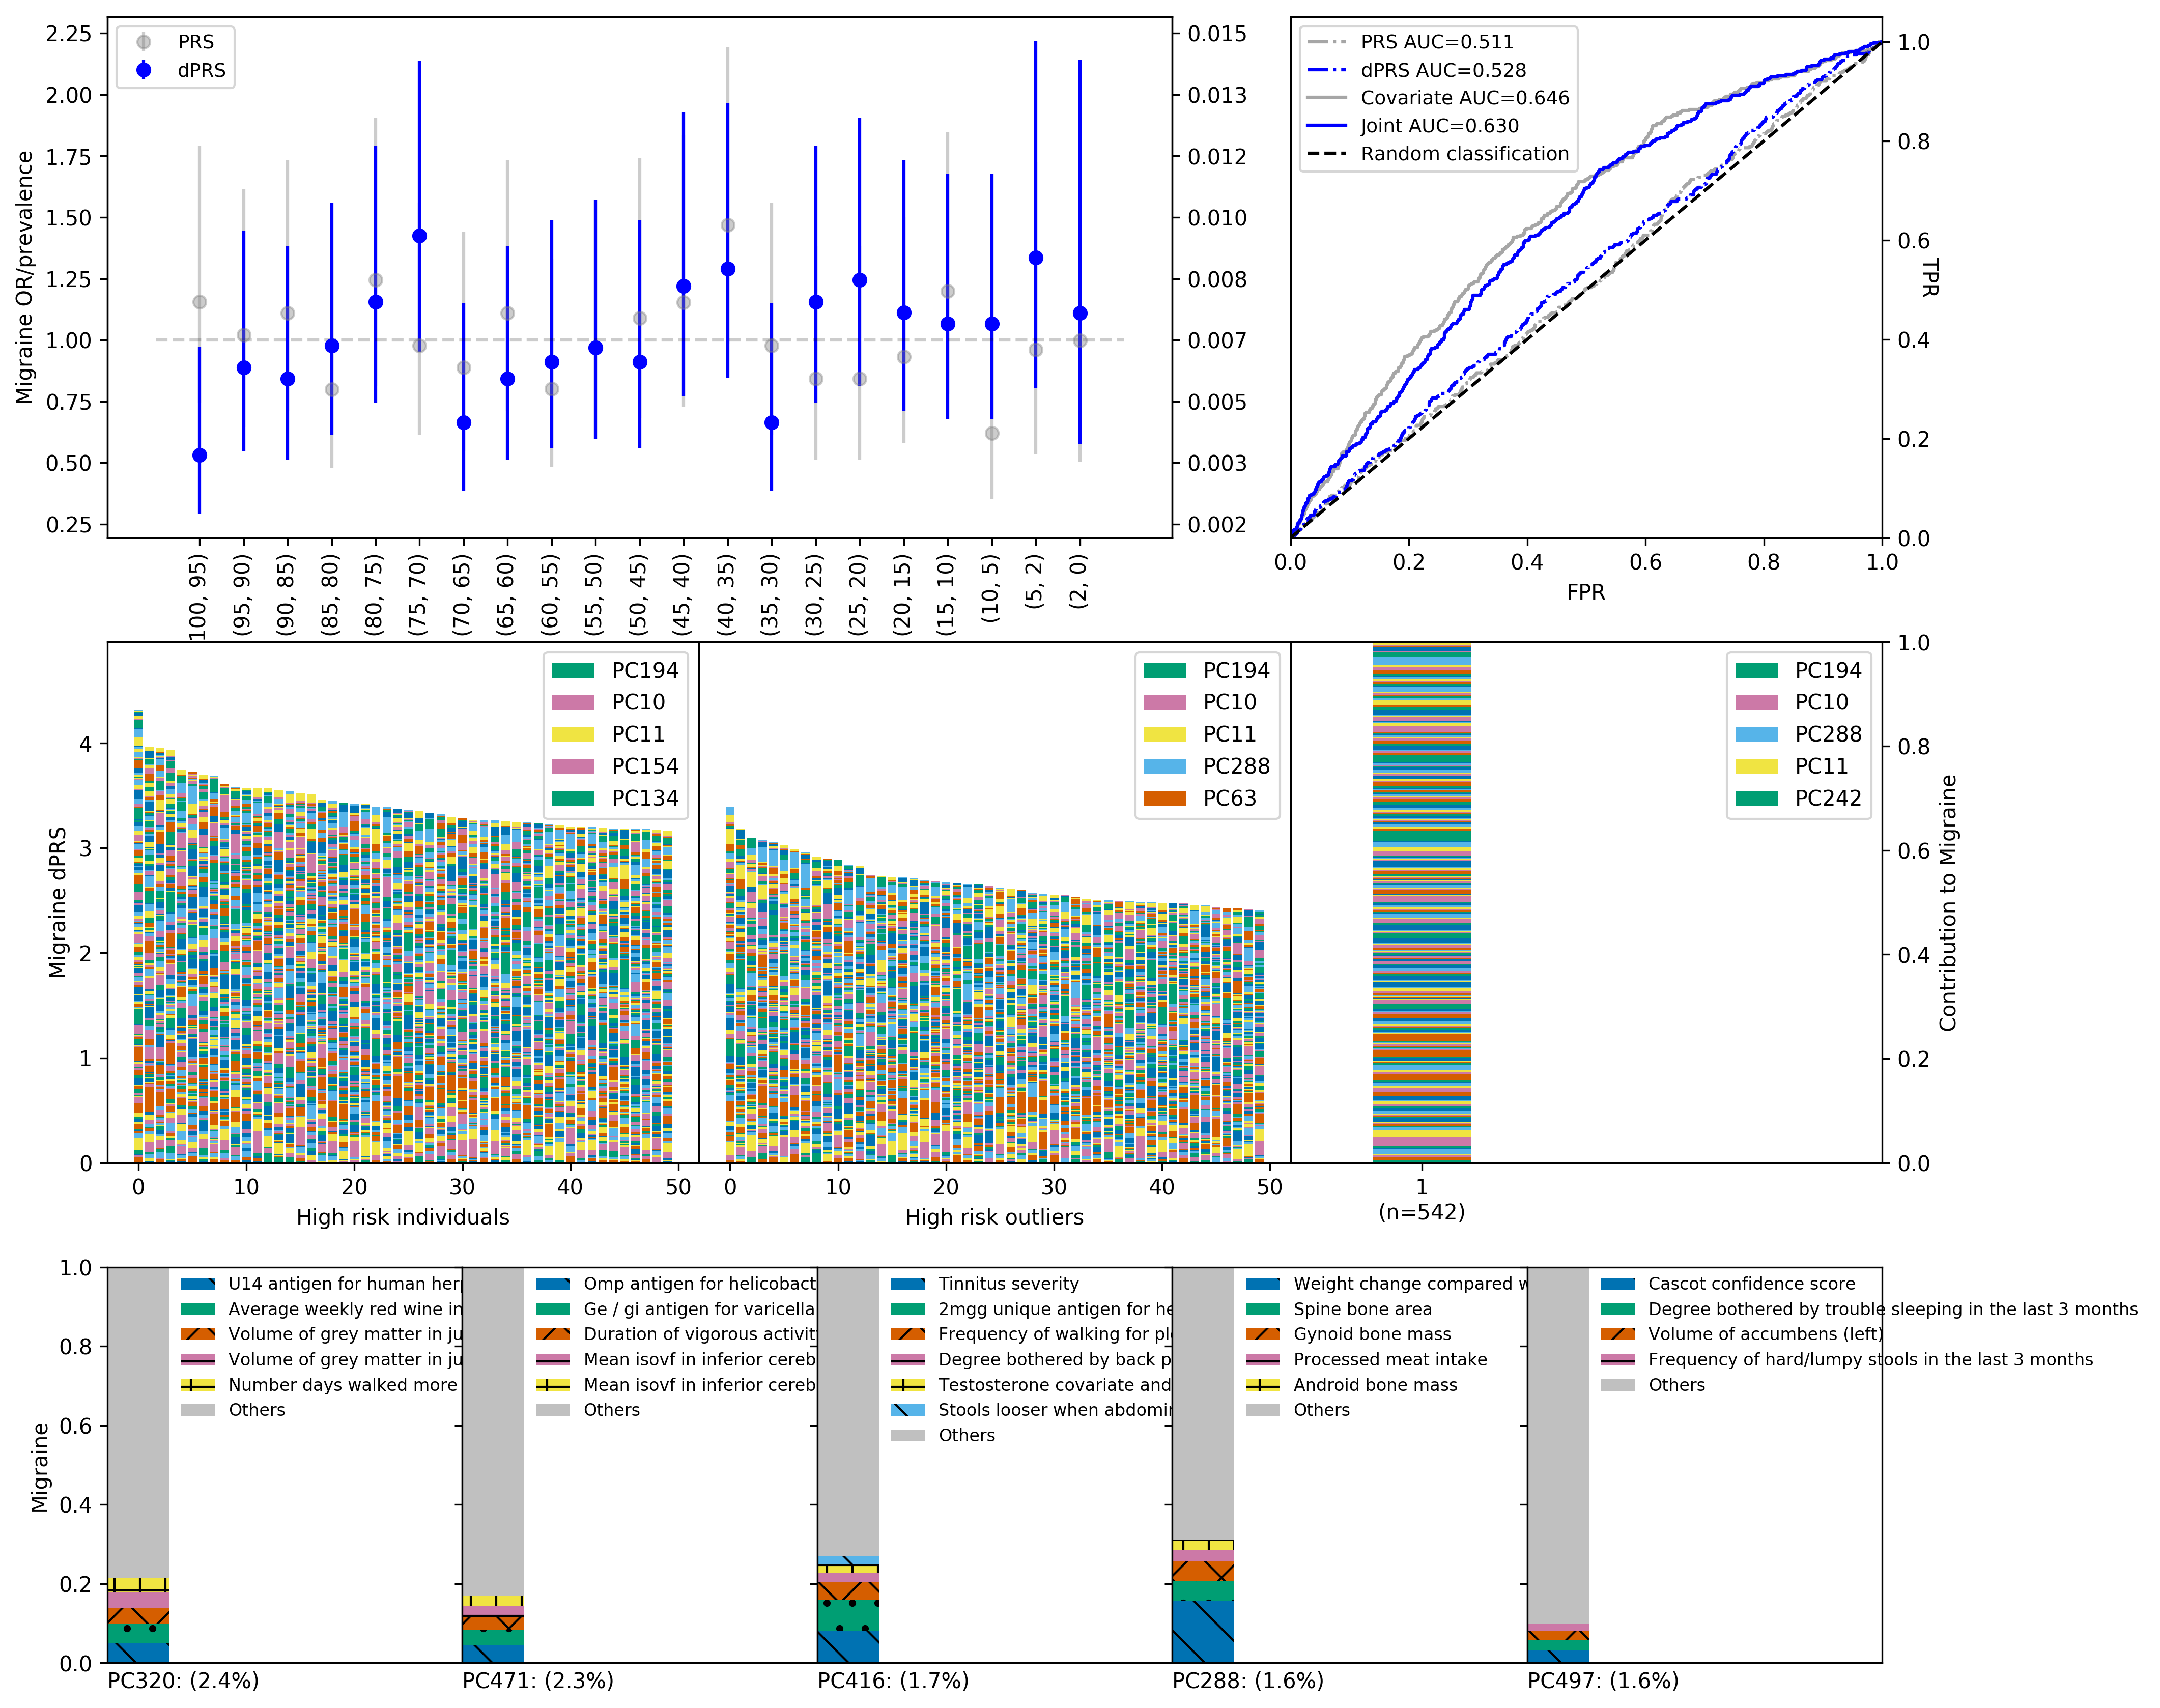 PRS
dPRS
2.25
2.00
1.75
1.50
1.25
1.00
0.75
0.50
0.25
Migraine OR/prevalence
0.015
0.013
0.012
0.010
0.008
0.007
0.005
0.003
0.002
100, 95)
(95, 90)
(90, 85)
(85, 80)
(80, 75)
(75, 70)
(70, 65)
(65, 60)
(60, 55)
(55, 50)
(50, 45)
(45, 40)
(40, 35)
(35, 30)
(30, 25)
(25, 20)
(20, 15)
(15, 10)
(10, 5)
(5, 2)
(2, 0)
PRS AUC=0.511
dPRS AUC=0.528
Covariate AUC=0.646
Joint AUC=0.630
Random classification
1.0
0.8
0.6
0.4
0.2
0.0
TPR
0.0 0.2 0.4 0.6 0.8 1.0
FPR
PC194
PC10
PC11
PC154
PC134
4
3
2
1
0
Migraine dPRS
0 10 20 30 40 50
High risk individuals
PC194
PC10
PC11
PC288
PC63
0 10 20 30 40 50
High risk outliers
PC194
PC10
PC288
PC11
PC242
1.0
0.8
0.6
0.4
0.2
0.0
Contribution to Migraine
1
(n=542)
1.0
0.8
0.6
0.4
0.2
0.0
Migraine
U14 antigen for human her
Average weekly red wine in
Volume of grey matter in ju
Volume of grey matter in ju
Number days walked more
Others
PC320: (2.4%)
Omp antigen for helicobact
Ge / gi antigen for varicella
Duration of vigorous activit
Mean isovf in inferior cereb
Mean isovf in inferior cereb
Others
PC471: (2.3%)
Tinnitus severity
2mgg unique antigen for he
Frequency of walking for ple
Degree bothered by back p
Testosterone covariate and
Stools looser when abdomin
Others
PC416: (1.7%)
Weight change compared w
Spine bone area
Gynoid bone mass
Processed meat intake
Android bone mass
Others
PC288: (1.6%)
Cascot confidence score
Degree bothered by trouble sleeping in the last 3 months
Volume of accumbens (left)
Frequency of hard/lumpy stools in the last 3 months
Others
PC497: (1.6%)